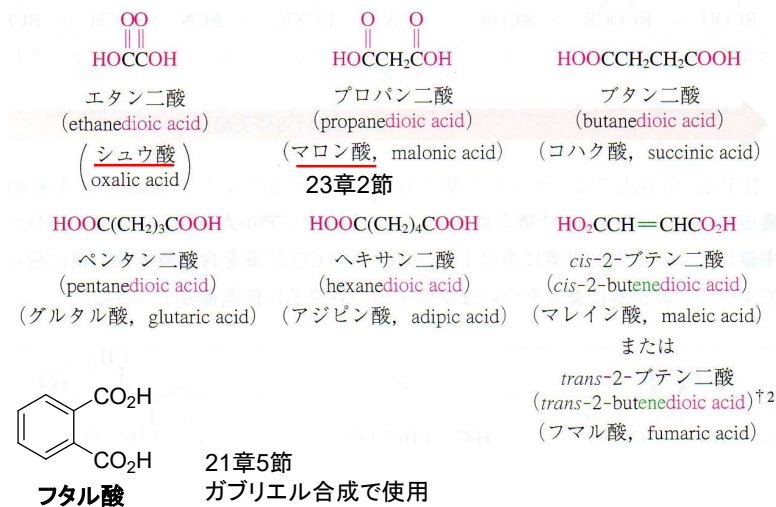 O O
HOCCOH
エタン二酸
(ethanedioic acid)
(シュウ酸
oxalic acid)
O O
HOCCH₂COH
プロパン二酸
(propanedioic acid)
(マロン酸, malonic acid)
23章2節
HOOCCH₂CH₂COOH
ブタン二酸
(butanedioic acid)
(コハク酸, succinic acid)
HOOC(CH₂)₃COOH
ペンタン二酸
(pentanedioic acid)
(グルタル酸, glutaric acid)
HOOC(CH₂)₄COOH
ヘキサン二酸
(hexanedioic acid)
(アジピン酸, adipic acid)
HO₂CCH=CHCO₂H
cis-2-ブテン二酸
(cis-2-butenedioic acid)
(マレイン酸, maleic acid)
または
trans-2-ブテン二酸
(trans-2-butenedioic acid)†2
(フマル酸, fumaric acid)
CO₂H
CO₂H
フタル酸
21章5節
ガブリエル合成で使用